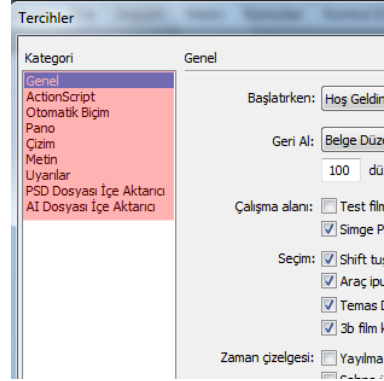 Tercihler
Kategori
Genel
ActionScript
Otomatik Biçim
Pano
Çizim
Metin
Uyarılar
PSD Dosyası İçe Aktarıcı
AI Dosyası İçe Aktarıcı
Genel
Başlatırken: Hoş Geldin
Geri Al: Belge Düz
100 dü
Çalışma alanı: Test film
Simge P
Seçim: Shift tuş
Araç ipu
Temas D
3b film k
Zaman çizelgesi: Yayılma